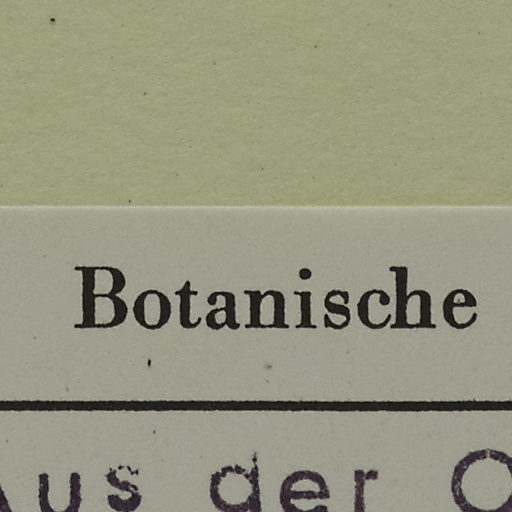 Botanische
Aus der